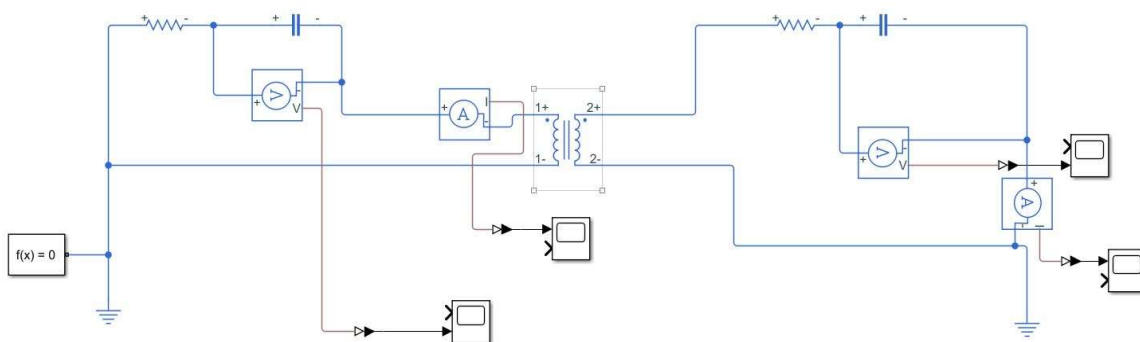 + -
+ -
+ -
+ -
+ V - V
+ A I -
1+ 2+
1- 2-
+ V - V
+ A - I
f(x) = 0